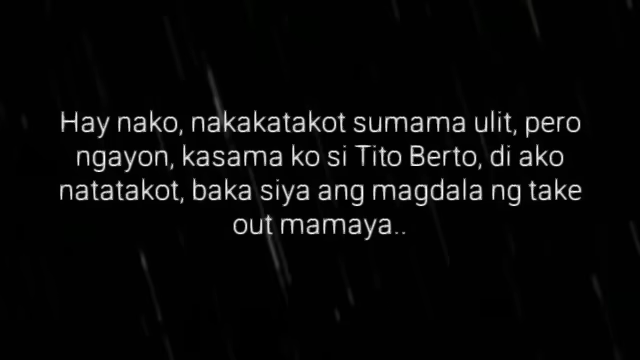 Hay nako, nakakatakot sumama ulit, pero
ngayon, kasama ko si Tito Berto, di ako
natatakot, baka siya ang magdala ng take
out mamaya..